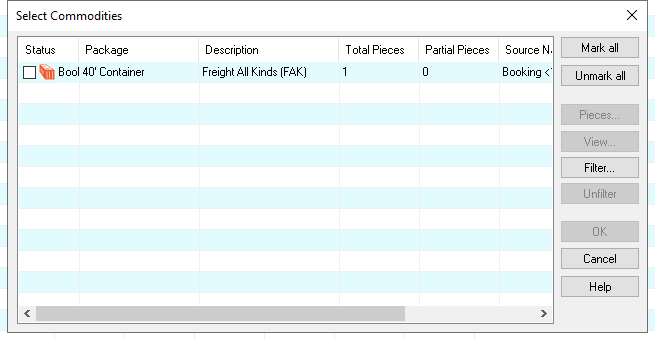 Select Commodities
Status Package Description Total Pieces Partial Pieces Source
Bool 40' Container Freight All Kinds (FAK) 1 0 Booking <
Mark all
Unmark all
Pieces...
View...
Filter...
Unfilter
OK
Cancel
Help